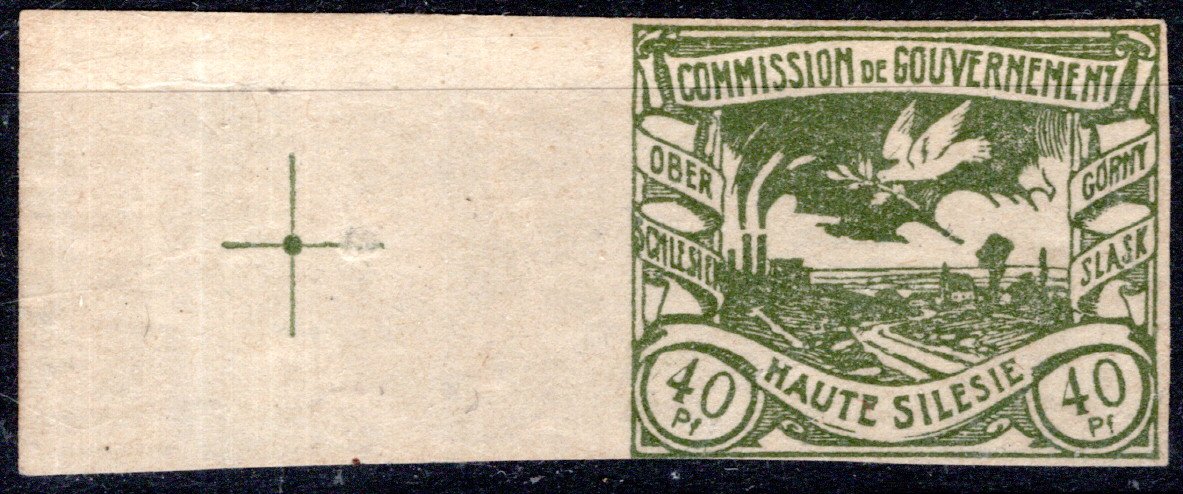 COMMISSION DE GOUVERNEMENT
OBER
SCHLESIEN
GORNY
SLASK
HAUTE SILESIE
40
Pf
40
Pf